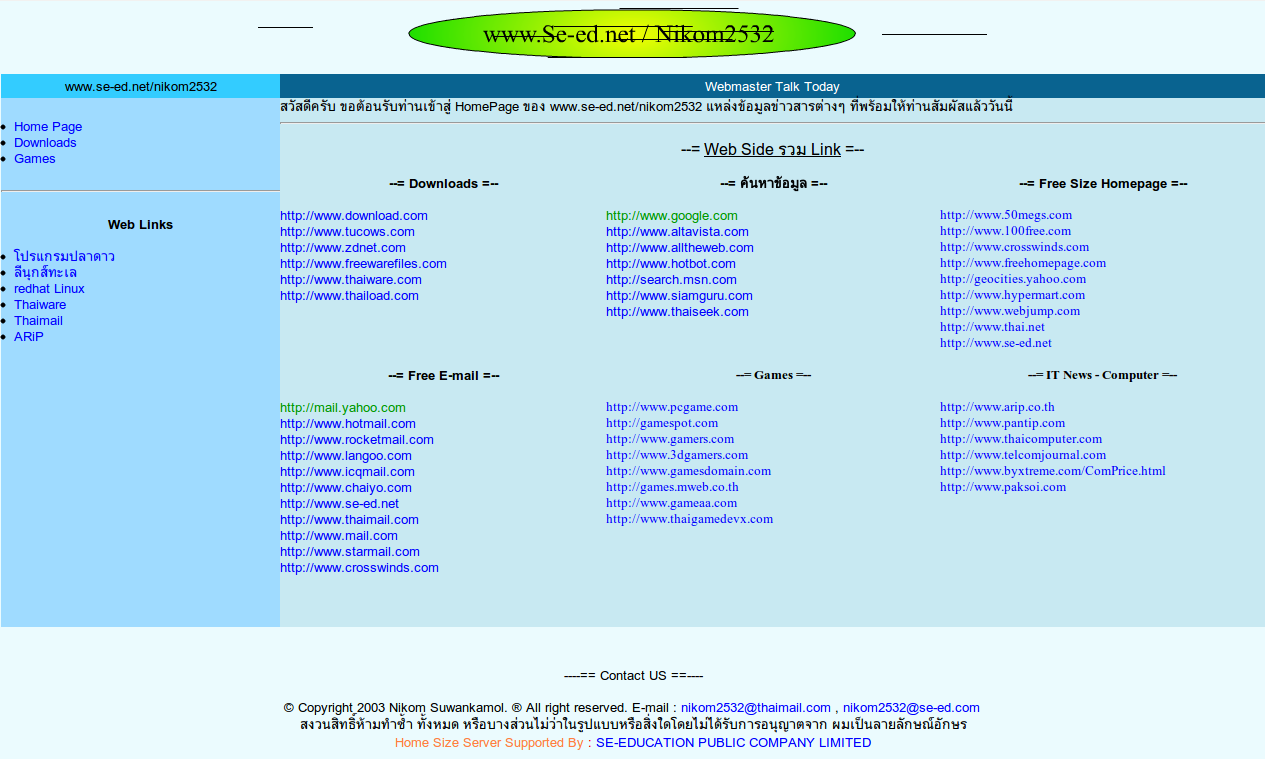 www.Se-ed.net / Nikom2532
www.se-ed.net/nikom2532
Home Page
Downloads
Games
Web Links
โปรแกรมปลาดาว
ลีนุกส์ทะเล
redhat Linux
Thaiware
Thaimail
ARiP
Webmaster Talk Today
สวัสดีครับ ขอต้อนรับท่านเข้าสู่ HomePage ของ www.se-ed.net/nikom2532 แหล่งข้อมูลข่าวสารต่างๆ ที่พร้อมให้ท่านสัมผัสแล้ววันนี้
--= Web Side รวม Link =--
--= Downloads =--
http://www.download.com
http://www.tucows.com
http://www.zdnet.com
http://www.freewarefiles.com
http://www.thaiware.com
http://www.thaiload.com
--= ค้นหาข้อมูล =--
http://www.google.com
http://www.altavista.com
http://www.alltheweb.com
http://www.hotbot.com
http://search.msn.com
http://www.siamguru.com
http://www.thaiseek.com
--= Free Size Homepage =--
http://www.50megs.com
http://www.100free.com
http://www.crosswinds.com
http://www.freehomepage.com
http://geocities.yahoo.com
http://www.hypermart.com
http://www.webjump.com
http://www.thai.net
http://www.se-ed.net
--= Free E-mail =--
http://mail.yahoo.com
http://www.hotmail.com
http://www.rocketmail.com
http://www.langoo.com
http://www.icqmail.com
http://www.chaiyo.com
http://www.se-ed.net
http://www.thaimail.com
http://www.mail.com
http://www.starmail.com
http://www.crosswinds.com
--= Games =--
http://www.pcgame.com
http://gamespot.com
http://www.gamers.com
http://www.3dgamers.com
http://www.gamesdomain.com
http://games.mweb.co.th
http://www.gameaa.com
http://www.thaigamedevx.com
--= IT News - Computer =--
http://www.arip.co.th
http://www.pantip.com
http://www.thaicomputer.com
http://www.telcomjournal.com
http://www.byxtreme.com/ComPrice.html
http://www.paksoi.com
----== Contact US ==----
© Copyright 2003 Nikom Suwankamol. ® All right reserved. E-mail : nikom2532@thaimail.com , nikom2532@se-ed.com
สงวนสิทธิ์ห้ามทำซ้ำ ทั้งหมด หรือบางส่วนไม่ว่าในรูปแบบหรือสิ่งใดโดยไม่ได้รับการอนุญาตจาก ผมเป็นลายลักษณ์อักษร
Home Size Server Supported By : SE-EDUCATION PUBLIC COMPANY LIMITED